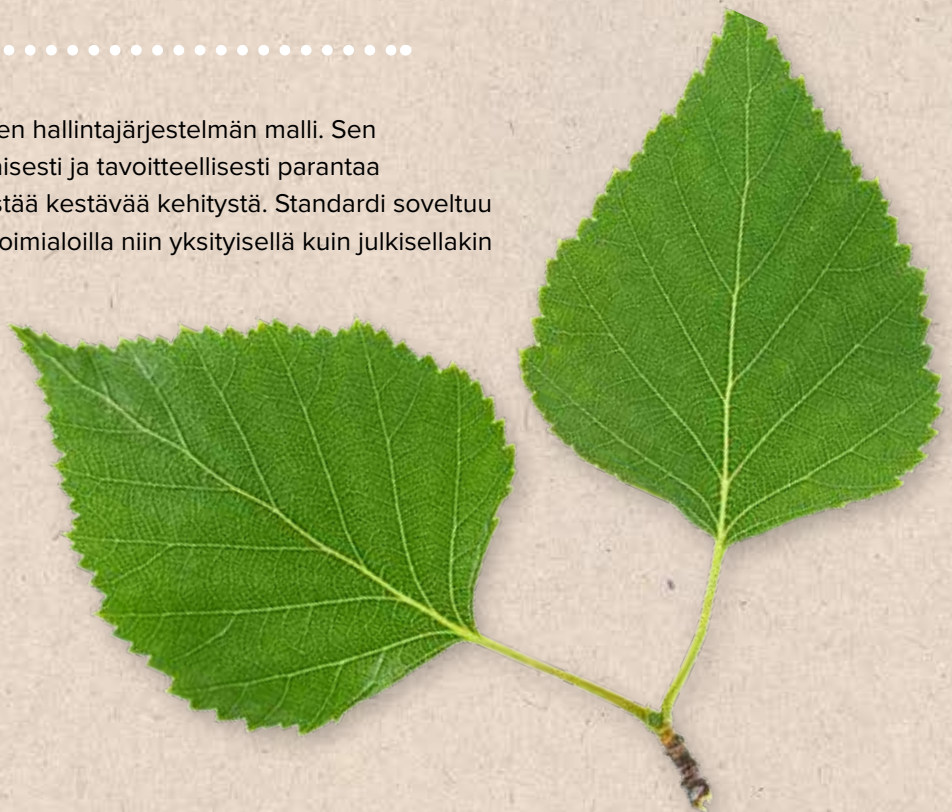 en hallintajärjestelmän malli. Sen
isesti ja tavoitteellisesti parantaa
stää kestävää kehitystä. Standardi soveltuu
oimialoilla niin yksityisellä kuin julkisellakin